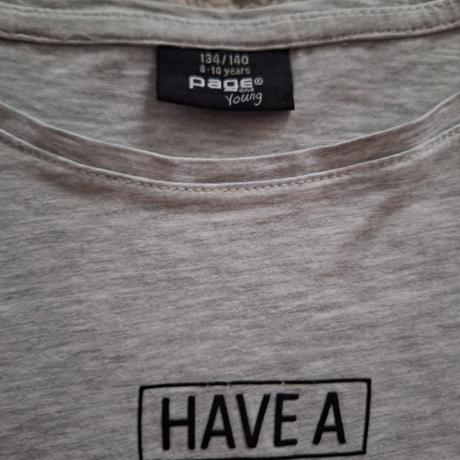 134/140
8-10 years
page®
one
Young
HAVE A